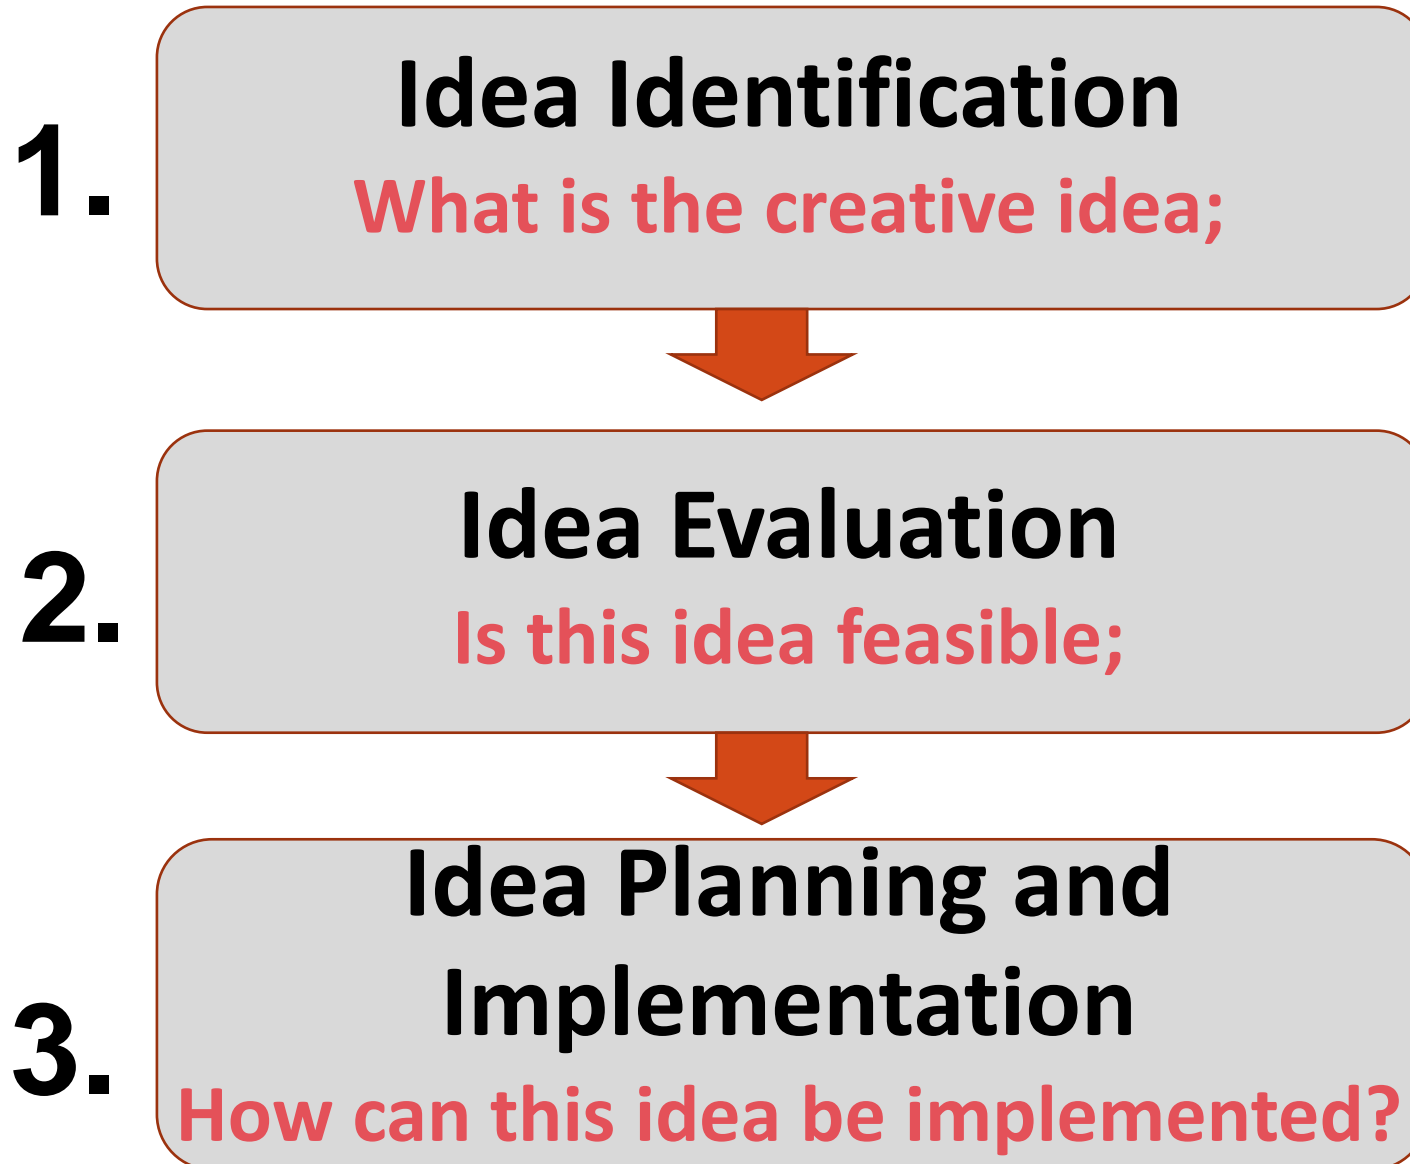 1.
Idea Identification
What is the creative idea;
2.
Idea Evaluation
Is this idea feasible;
3.
Idea Planning and
Implementation
How can this idea be implemented?